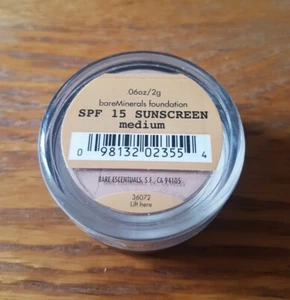 .06oz/2g
bareMinerals foundation
SPF 15 SUNSCREEN
medium
0 98132 02355 4
BARE ESCENTUALS, S.F., CA 94105
36072
Lift here